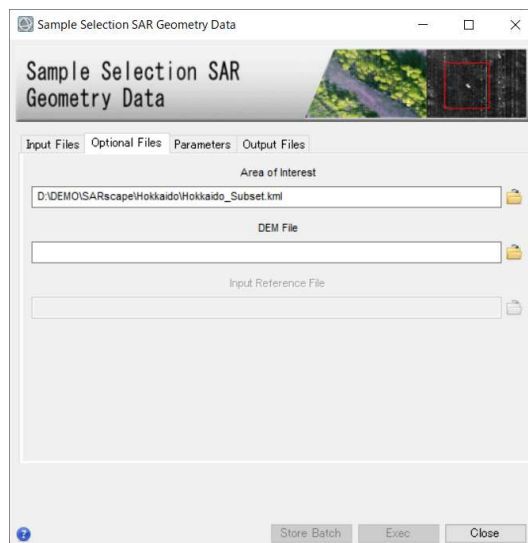 Sample Selection SAR Geometry Data
Sample Selection SAR
Geometry Data
Input Files Optional Files Parameters Output Files
Area of Interest
D:\DEMO\SARscape\Hokkaido\Hokkaido_Subset.kml
DEM File
Input Reference File
Store Batch Exec Close